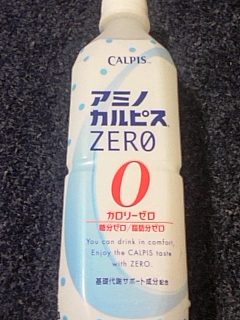 CALPIS
アミノ
カルピス
ZERO
0
カロリーゼロ
糖分ゼロ/脂肪分ゼロ
You can drink in comfort,
Enjoy the CALPIS taste
with ZERO.
基礎代謝サポート成分配合